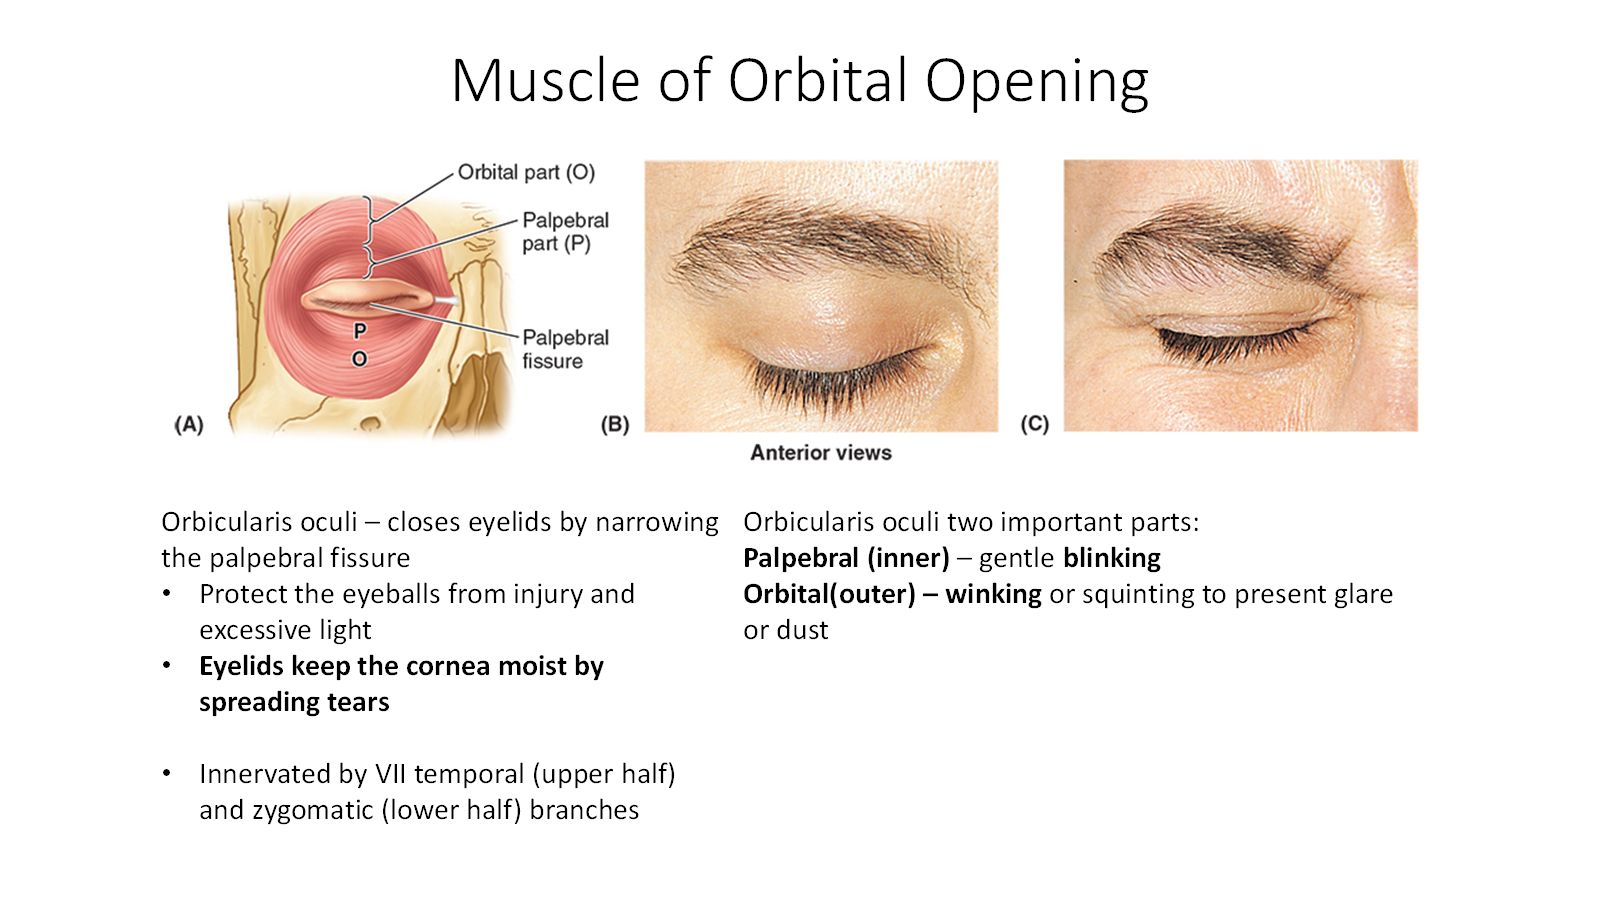 Muscle of Orbital Opening
Orbital part (O)
Palpebral
part (P)
Palpebral
fissure
P
O
(A)
(B)
(C)
Anterior views
Orbicularis oculi – closes eyelids by narrowing
the palpebral fissure
• Protect the eyeballs from injury and
excessive light
• Eyelids keep the cornea moist by
spreading tears
• Innervated by VII temporal (upper half)
and zygomatic (lower half) branches
Orbicularis oculi two important parts:
Palpebral (inner) – gentle blinking
Orbital(outer) – winking or squinting to present glare
or dust